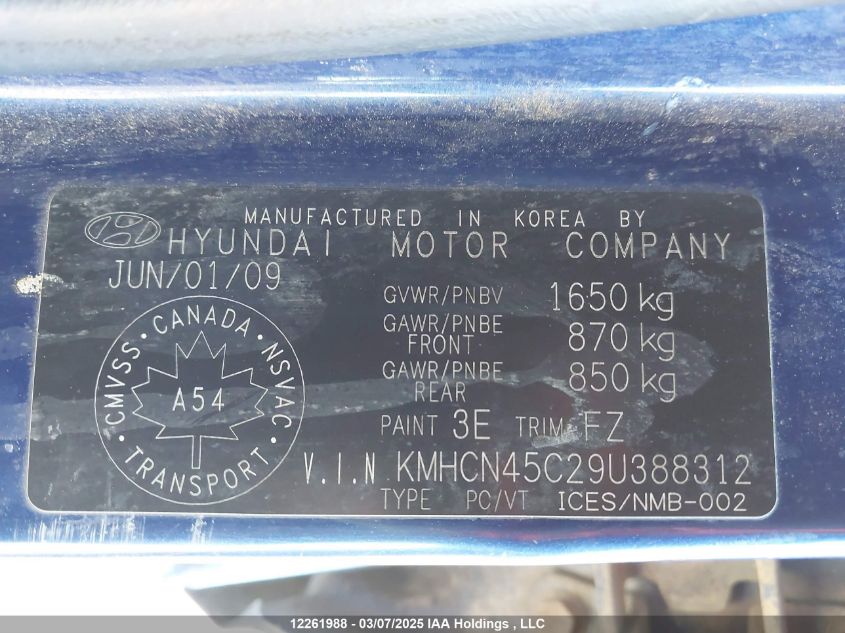 MANUFACTURED IN KOREA BY
HYUNDAI MOTOR COMPANY
JUN/01/09
GVWR/PNBV 1650 kg
GAWR/PNBE FRONT 870 kg
GAWR/PNBE REAR 850 kg
CANADA · NSVAC · TRANSPORT · CMVSS ·
A54
PAINT 3E TRIM FZ
V.I.N KMHCN45C29U388312
TYPE PC/VT ICES/NMB-002
12261988 - 03/07/2025 IAA Holdings , LLC